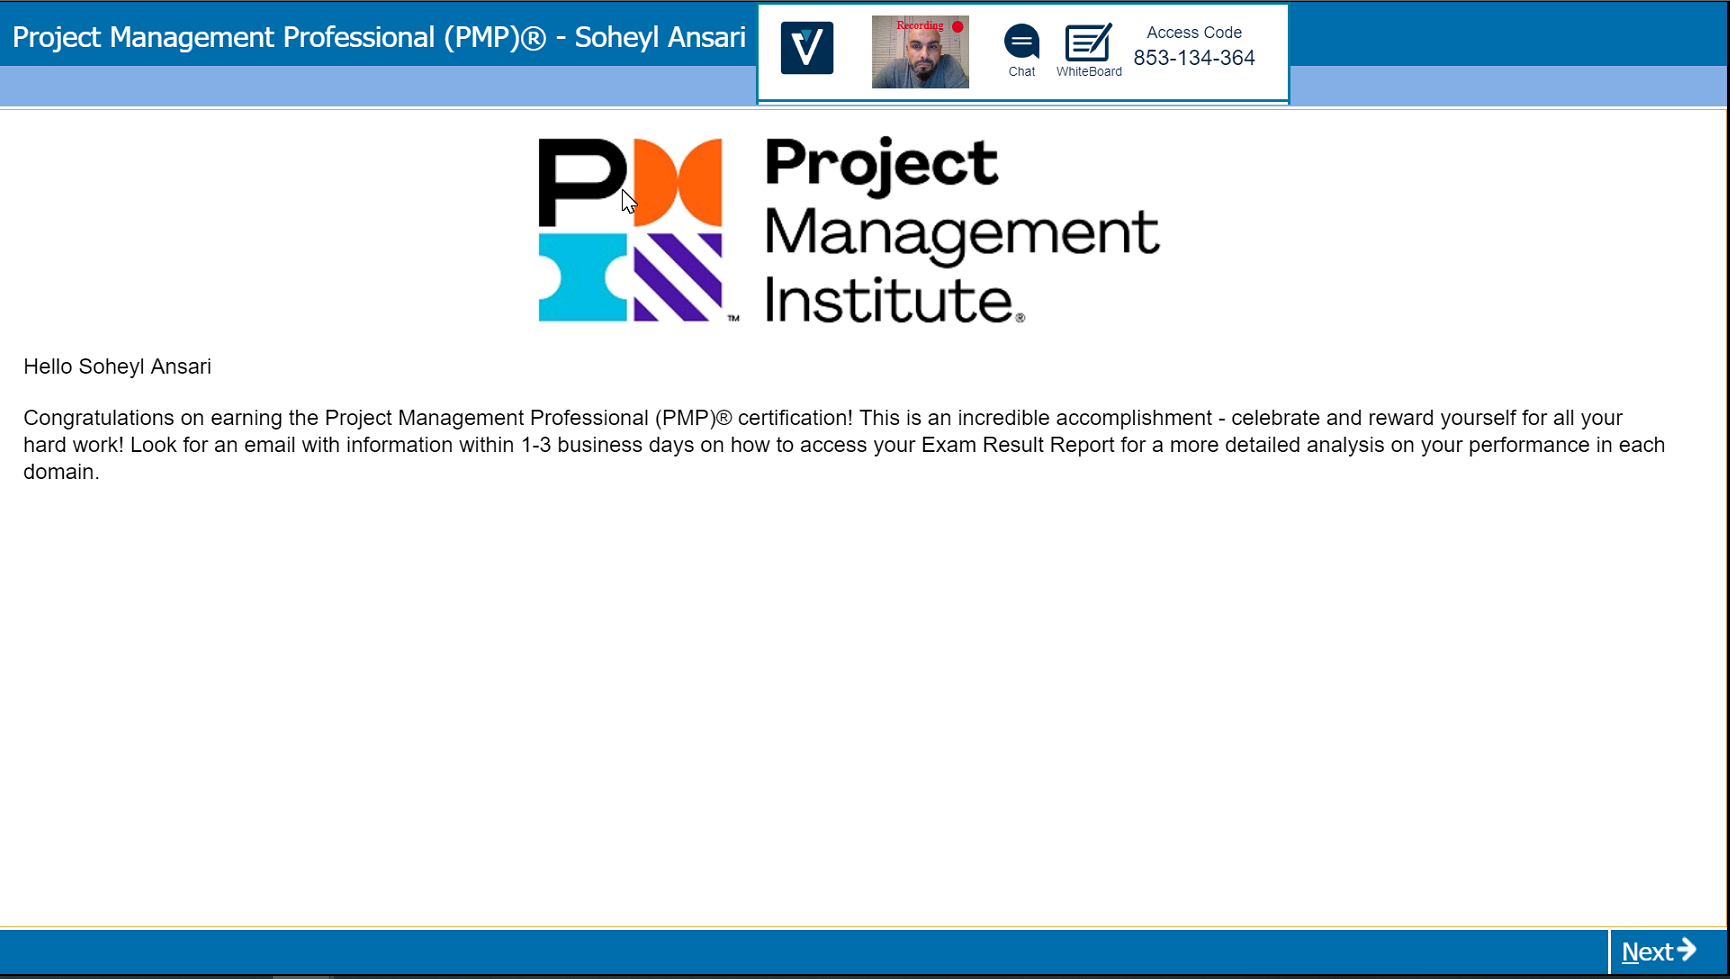 Project Management Professional (PMP)® - Soheyl Ansari
V
Recording
Chat
WhiteBoard
Access Code
853-134-364
P
TM
Project
Management
Institute®
Hello Soheyl Ansari
Congratulations on earning the Project Management Professional (PMP)® certification! This is an incredible accomplishment - celebrate and reward yourself for all your
hard work! Look for an email with information within 1-3 business days on how to access your Exam Result Report for a more detailed analysis on your performance in each
domain.
Next